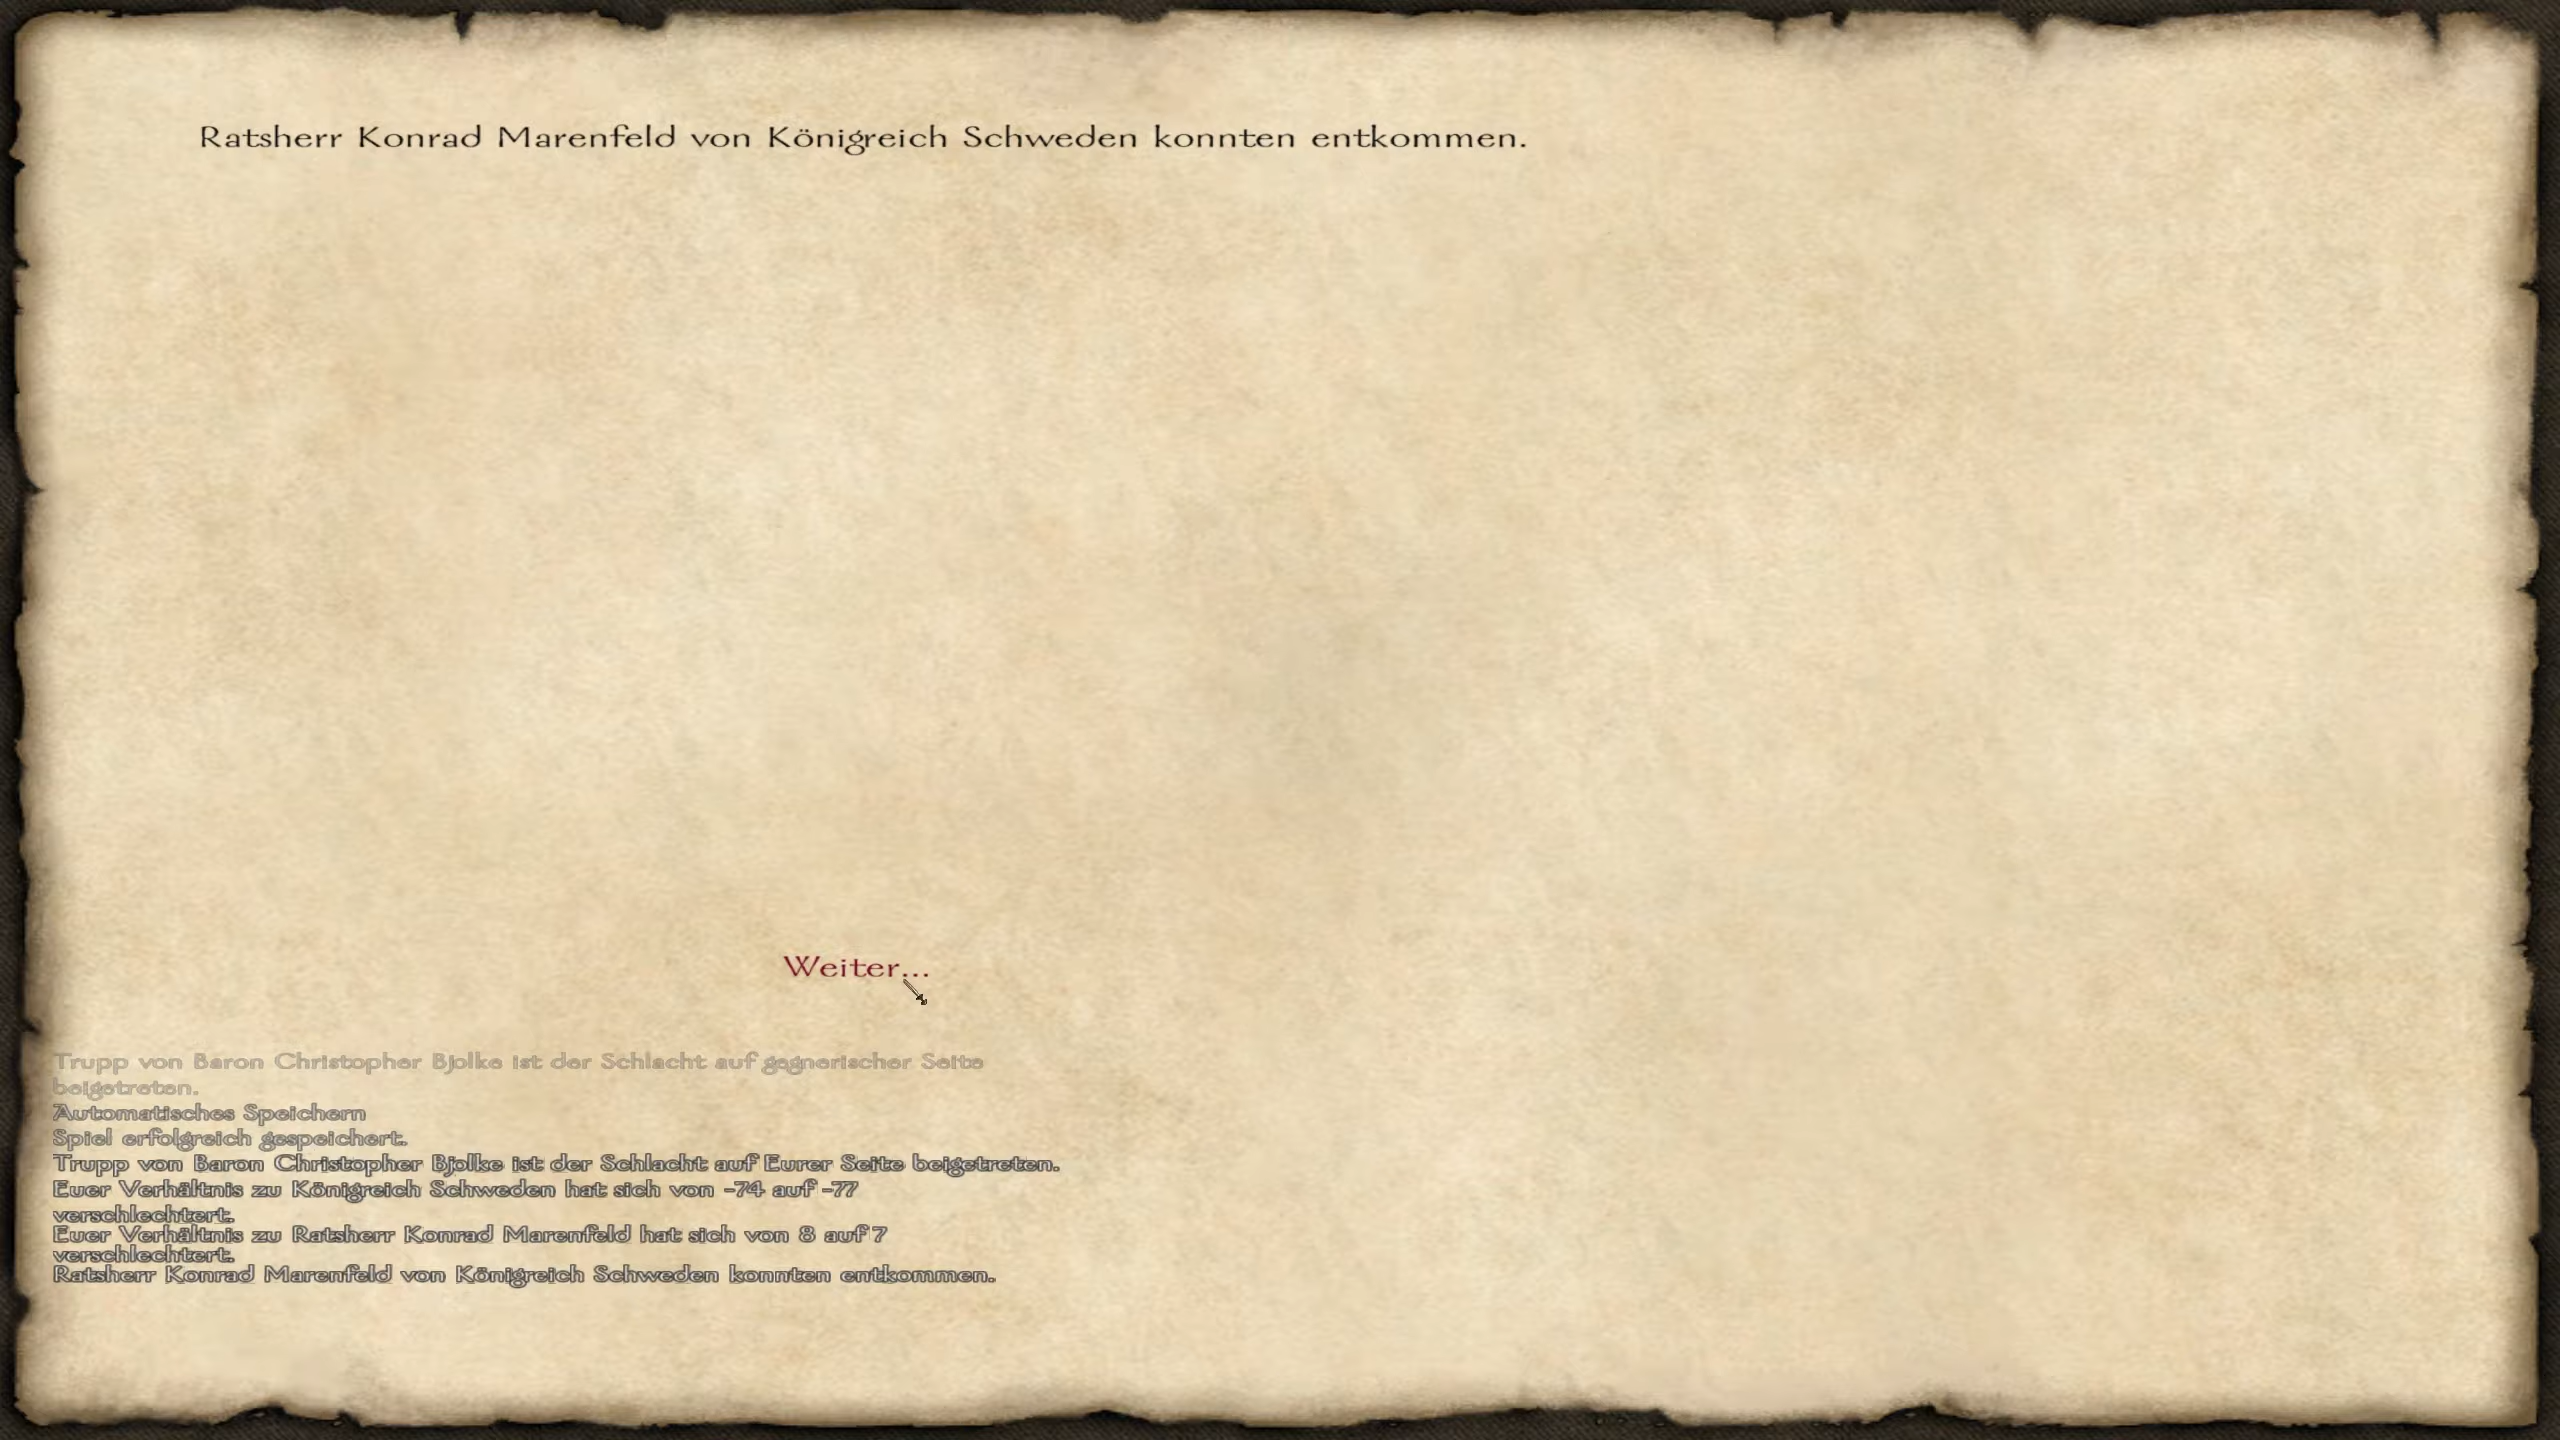 Ratsherr Konrad Marenfeld von Königreich Schweden konnten entkommen.
Weiter...
Trupp von Baron Christopher Bjolke ist der Schlacht auf gegnerischer Seite
beigetreten.
Automatisches Speichern
Spiel erfolgreich gespeichert.
Trupp von Baron Christopher Bjolke ist der Schlacht auf Eurer Seite beigetreten.
Euer Verhältnis zu Königreich Schweden hat sich von -74 auf -77
verschlechtert.
Euer Verhältnis zu Ratsherr Konrad Marenfeld hat sich von 8 auf 7
verschlechtert.
Ratsherr Konrad Marenfeld von Königreich Schweden konnten entkommen.